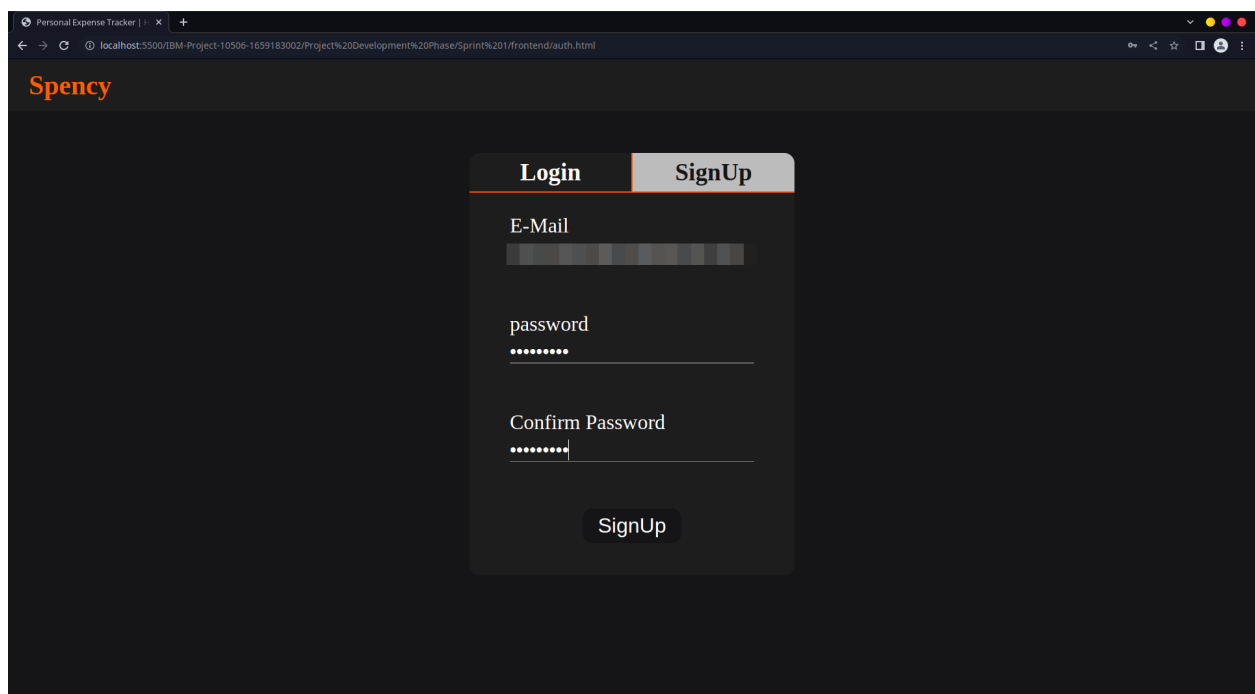 Personal Expense Tracker | H
localhost:5500/IBM-Project-10506-1659183002/Project%20Development%20Phase/Sprint%201/frontend/auth.html
Spency
Login SignUp
E-Mail
password
•••••••••
Confirm Password
•••••••••
SignUp